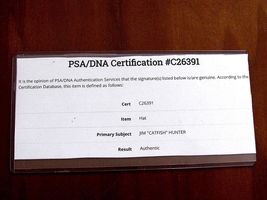 PSA/DNA Certification #C26391
It is the opinion of PSA/DNA Authentication Services that the signature(s) listed below is/are genuine. According to the
Certification Database, this item is defined as follows:
Cert C26391
Item Hat
Primary Subject JIM "CATFISH" HUNTER
Result Authentic